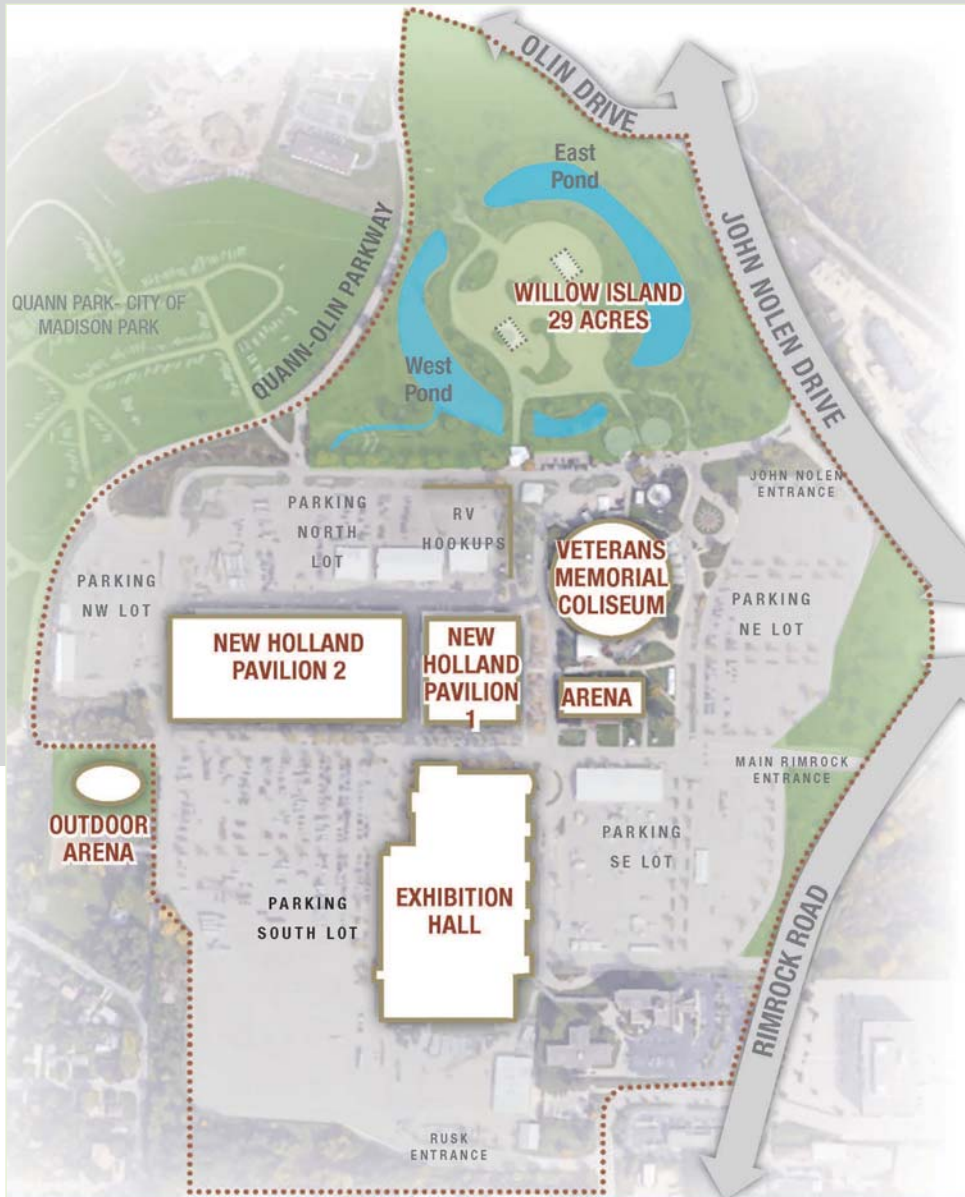 OLIN DRIVE
East
Pond
JOHN NOLEN DRIVE
QUANN-OLIN PARKWAY
QUANN PARK- CITY OF
MADISON PARK
WILLOW ISLAND
29 ACRES
West
Pond
JOHN NOLEN
ENTRANCE
PARKING
NORTH
LOT
RV
HOOKUPS
VETERANS
MEMORIAL
COLISEUM
PARKING
NW LOT
PARKING
NE LOT
NEW HOLLAND
PAVILION 2
NEW
HOLLAND
PAVILION
1
ARENA
MAIN RIMROCK
ENTRANCE
OUTDOOR
ARENA
PARKING
SE LOT
PARKING
SOUTH LOT
EXHIBITION
HALL
RIMROCK ROAD
RUSK
ENTRANCE